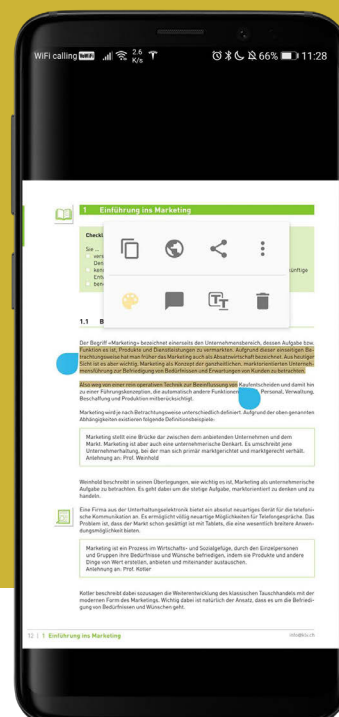 WiFi calling 2.6 K/s 66% 11:28
1 Einführung ins Marketing
Sie ...
1.1 B
Der Begriff «Marketing» bezeichnet einerseits den Unternehmensbereich, dessen Aufgabe bzw.
Funktion es ist, Produkte und Dienstleistungen zu vermarkten. Aufgrund dieser einseitigen Be-
trachtungsweise hat man früher das Marketing auch als Absatzwirtschaft bezeichnet. Aus heutiger
Sicht ist es aber wichtig, Marketing als Konzept der ganzheitlichen, marktorientierten Unterneh-
mensführung zur Befriedigung von Bedürfnissen und Erwartungen von Kunden zu betrachten.
Also weg von einer rein operativen Technik zur Beeinflussung von Kaufentscheiden und damit hin
zu einer Führungskonzeption, die automatisch andere Funktionen Personal, Verwaltung,
Beschaffung und Produktion mitberücksichtigt.
Marketing wird je nach Betrachtungsweise unterschiedlich definiert. Aufgrund der oben genannten
Abhängigkeiten existieren folgende Definitionsbeispiele:
Marketing stellt eine Brücke dar zwischen dem anbietenden Unternehmen und dem
Markt. Marketing ist aber auch eine unternehmerische Denkart. Es umschreibt jene
Unternehmerhaltung, bei der man sich primär marktgerichtet und marktgerecht verhält.
Anlehnung an: Prof. Weinhold
Weinhold beschreibt in seinen Überlegungen, wie wichtig es ist, Marketing als unternehmerische
Aufgabe zu betrachten. Es geht dabei um die stetige Aufgabe, marktorientiert zu denken und zu
handeln.
Eine Firma aus der Unterhaltungselektronik bietet ein absolut neuartiges Gerät für die telefoni-
sche Kommunikation an. Es ermöglicht völlig neuartige Möglichkeiten für Telefongespräche. Das
Problem ist, dass der Markt schon gesättigt ist mit Tablets, die eine wesentlich breitere Anwen-
dungsmöglichkeit bieten.
Marketing ist ein Prozess im Wirtschafts- und Sozialgefüge, durch den Einzelpersonen
und Gruppen ihre Bedürfnisse und Wünsche befriedigen, indem sie Produkte und andere
Dinge von Wert erstellen, anbieten und miteinander austauschen.
Anlehnung an: Prof. Kotler
Kotler beschreibt dabei sozusagen die Weiterentwicklung des klassischen Tauschhandels mit der
modernen Form des Marketings. Wichtig dabei ist natürlich der Ansatz, dass es um die Befriedi-
gung von Bedürfnissen und Wünschen geht.
12 | 1 Einführung ins Marketing